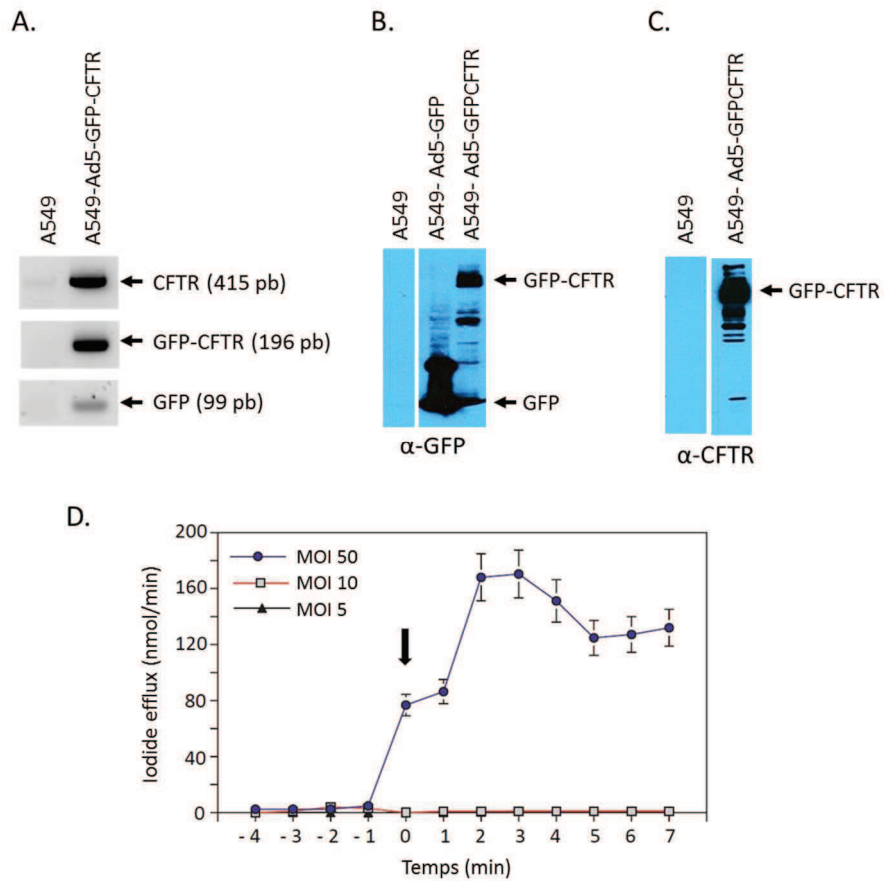 A.
A549
A549-Ad5-GFP-CFTR
CFTR (415 pb)
GFP-CFTR (196 pb)
GFP (99 pb)
B.
A549
A549- Ad5-GFP
A549- Ad5-GFPCFTR
GFP-CFTR
GFP
α-GFP
C.
A549
A549- Ad5-GFPCFTR
GFP-CFTR
α-CFTR
D.
Iodide efflux (nmol/min)
200
160
120
80
40
0
MOI 50
MOI 10
MOI 5
- 4 - 3 - 2 - 1 0 1 2 3 4 5 6 7
Temps (min)